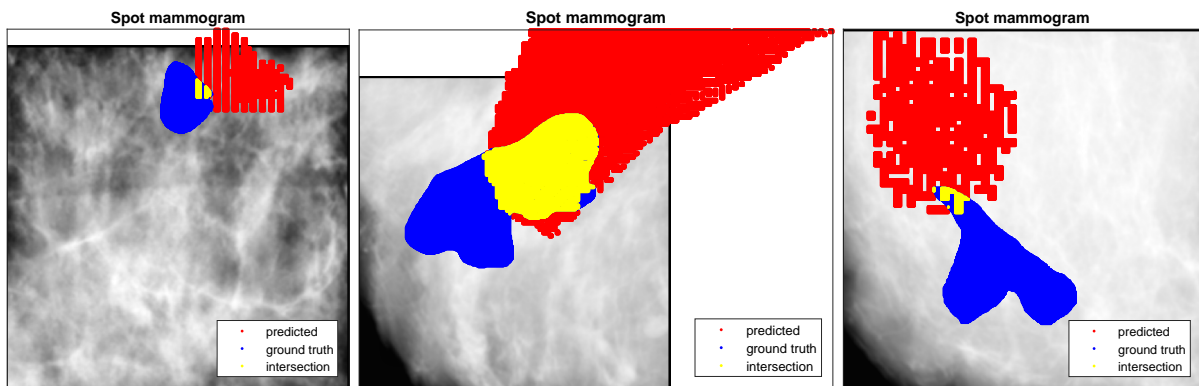 Spot mammogram
predicted
ground truth
intersection
Spot mammogram
predicted
ground truth
intersection
Spot mammogram
predicted
ground truth
intersection